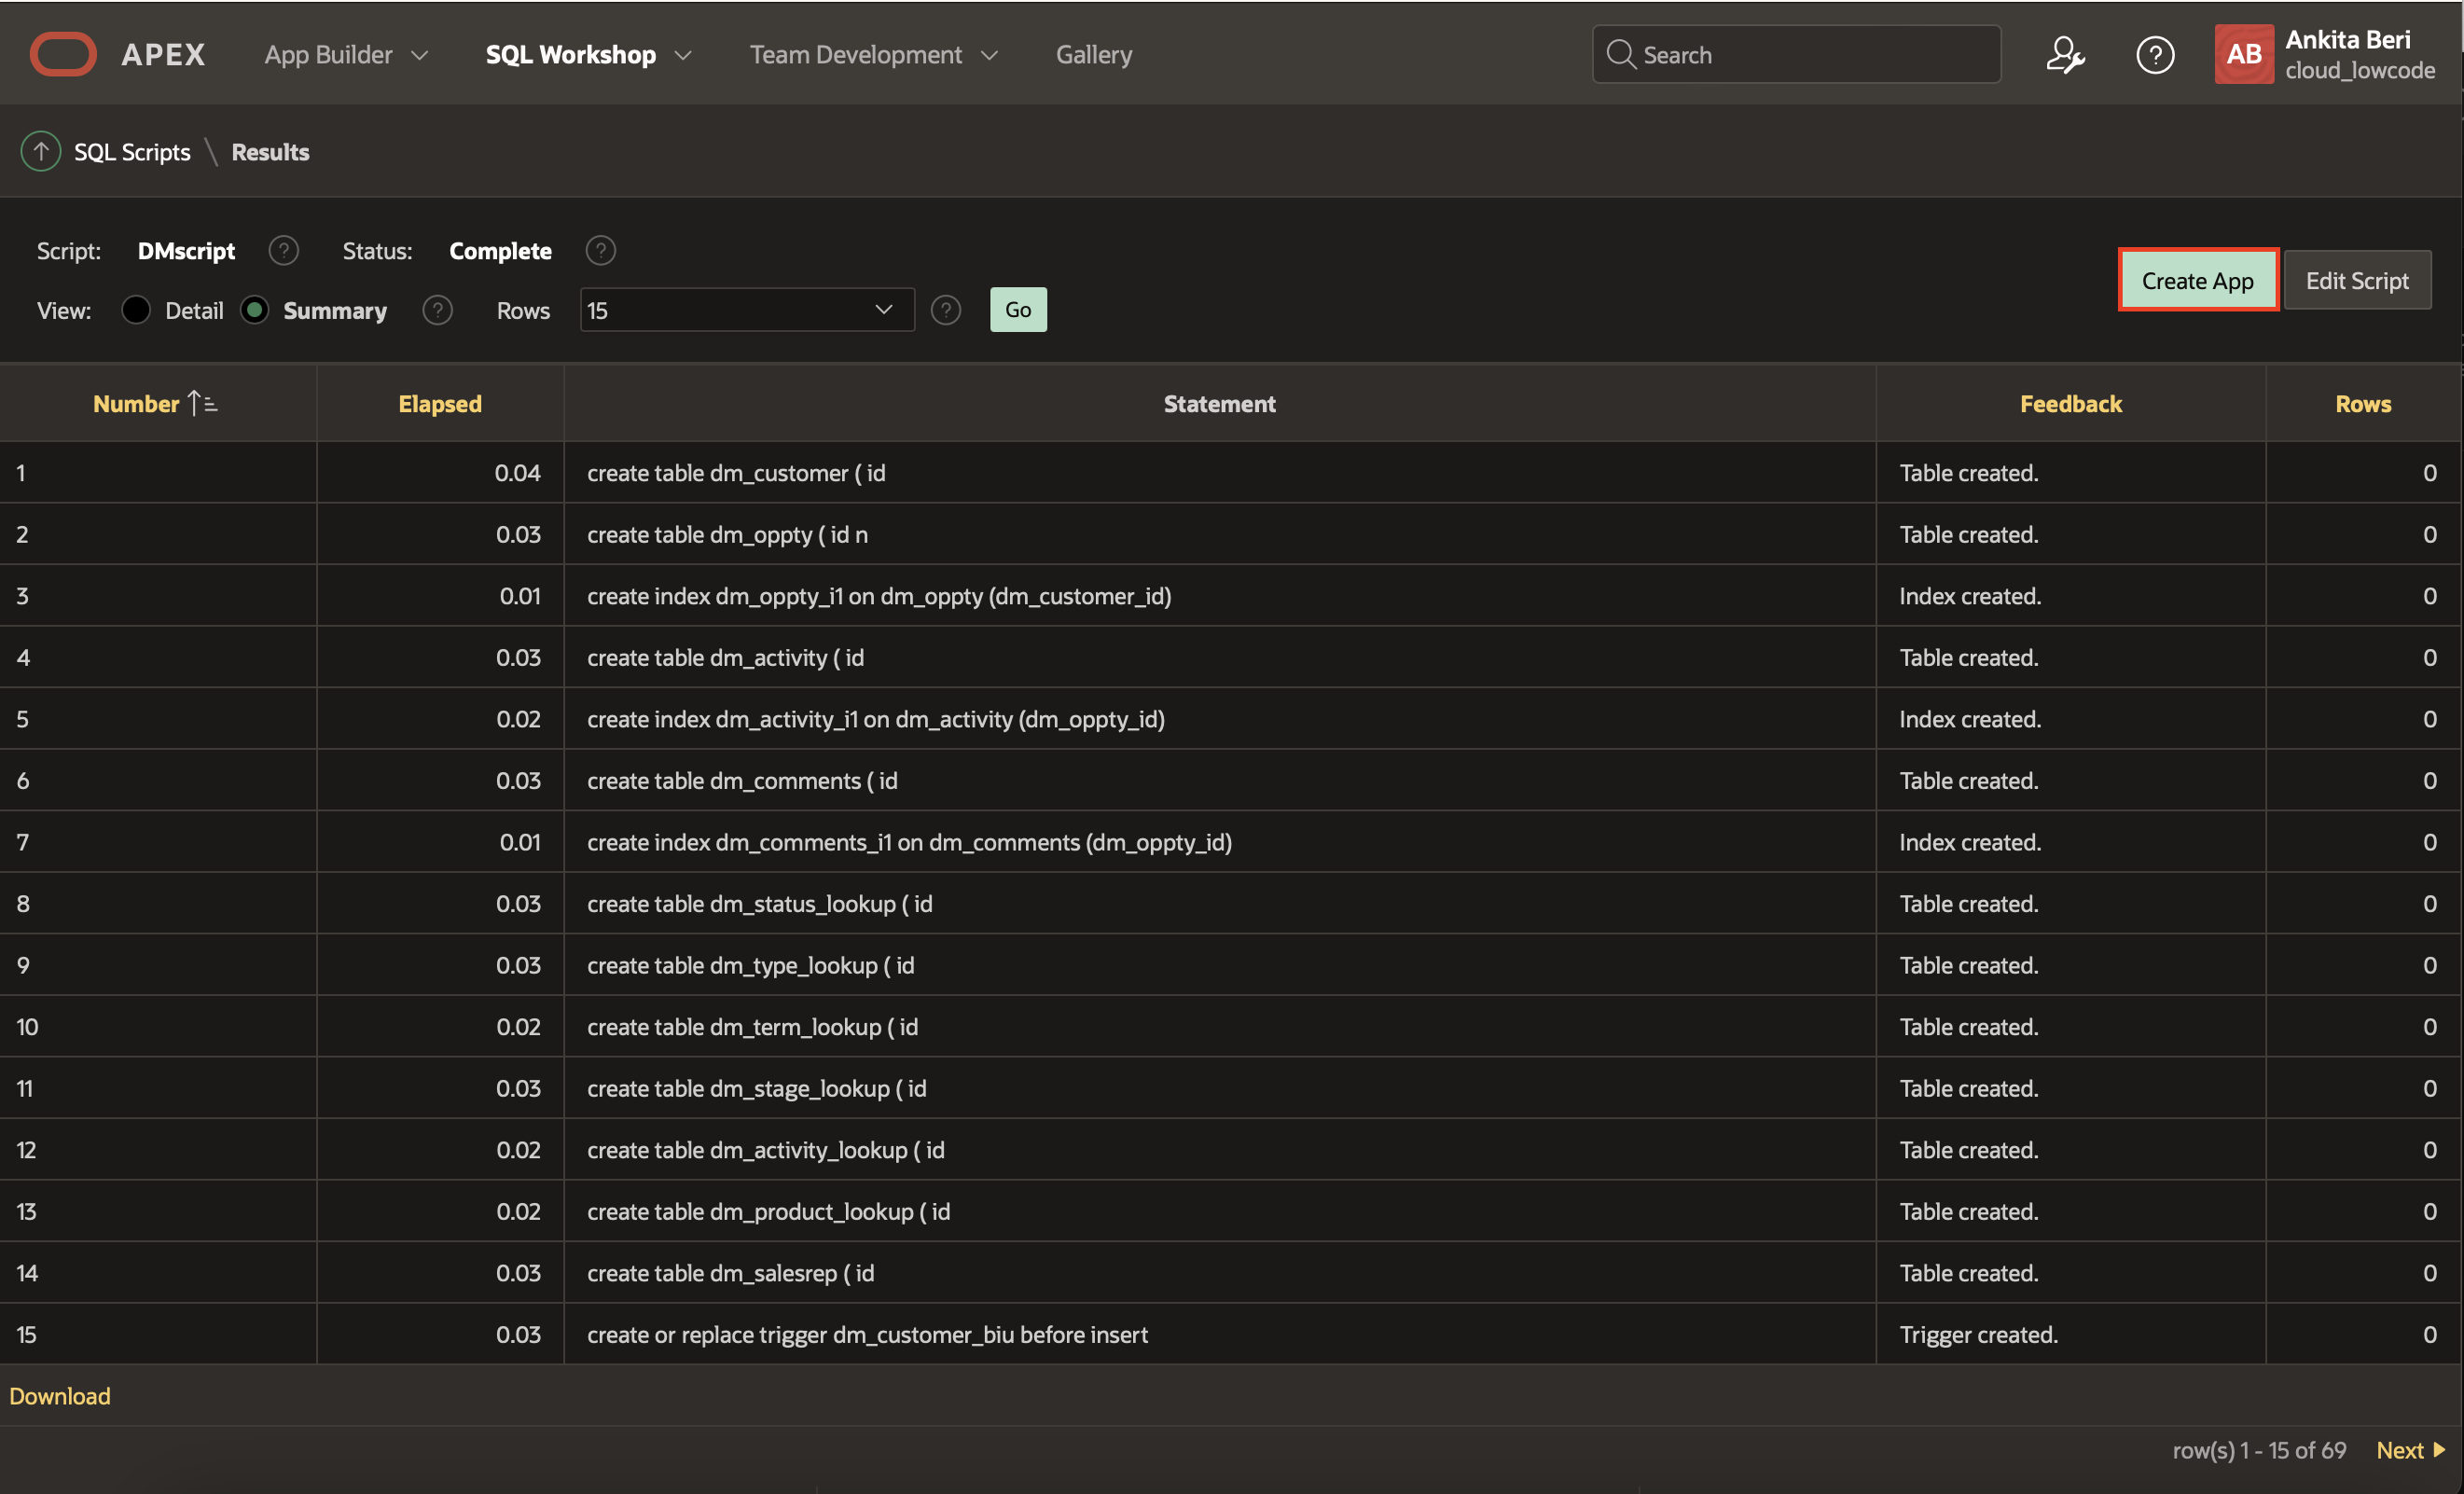 APEX App Builder SQL Workshop Team Development Gallery Search ? AB Ankita Beri
cloud_lowcode
SQL Scripts \ Results
Script: DMscript ? Status: Complete ?
Create App Edit Script
View: Detail Summary ? Rows 15 ? Go
Number Elapsed Statement Feedback Rows
1 0.04 create table dm_customer ( id Table created. 0
2 0.03 create table dm_oppty ( id n Table created. 0
3 0.01 create index dm_oppty_i1 on dm_oppty (dm_customer_id) Index created. 0
4 0.03 create table dm_activity ( id Table created. 0
5 0.02 create index dm_activity_i1 on dm_activity (dm_oppty_id) Index created. 0
6 0.03 create table dm_comments ( id Table created. 0
7 0.01 create index dm_comments_i1 on dm_comments (dm_oppty_id) Index created. 0
8 0.03 create table dm_status_lookup ( id Table created. 0
9 0.03 create table dm_type_lookup ( id Table created. 0
10 0.02 create table dm_term_lookup ( id Table created. 0
11 0.03 create table dm_stage_lookup ( id Table created. 0
12 0.02 create table dm_activity_lookup ( id Table created. 0
13 0.02 create table dm_product_lookup ( id Table created. 0
14 0.03 create table dm_salesrep ( id Table created. 0
15 0.03 create or replace trigger dm_customer_biu before insert Trigger created. 0
Download
row(s) 1 - 15 of 69 Next